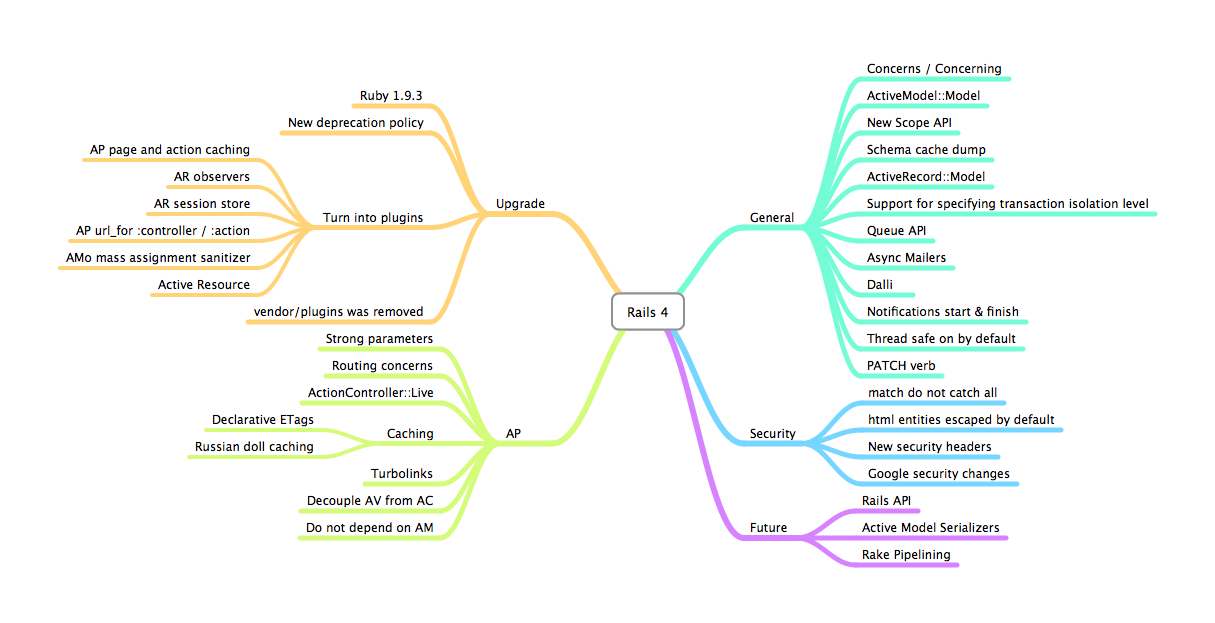 Rails 4
Upgrade
Ruby 1.9.3
New deprecation policy
Turn into plugins
AP page and action caching
AR observers
AR session store
AP url_for :controller / :action
AMo mass assignment sanitizer
Active Resource
vendor/plugins was removed
AP
Strong parameters
Routing concerns
ActionController::Live
Caching
Declarative ETags
Russian doll caching
Turbolinks
Decouple AV from AC
Do not depend on AM
General
Concerns / Concerning
ActiveModel::Model
New Scope API
Schema cache dump
ActiveRecord::Model
Support for specifying transaction isolation level
Queue API
Async Mailers
Dalli
Notifications start & finish
Thread safe on by default
PATCH verb
Security
match do not catch all
html entities escaped by default
New security headers
Google security changes
Future
Rails API
Active Model Serializers
Rake Pipelining